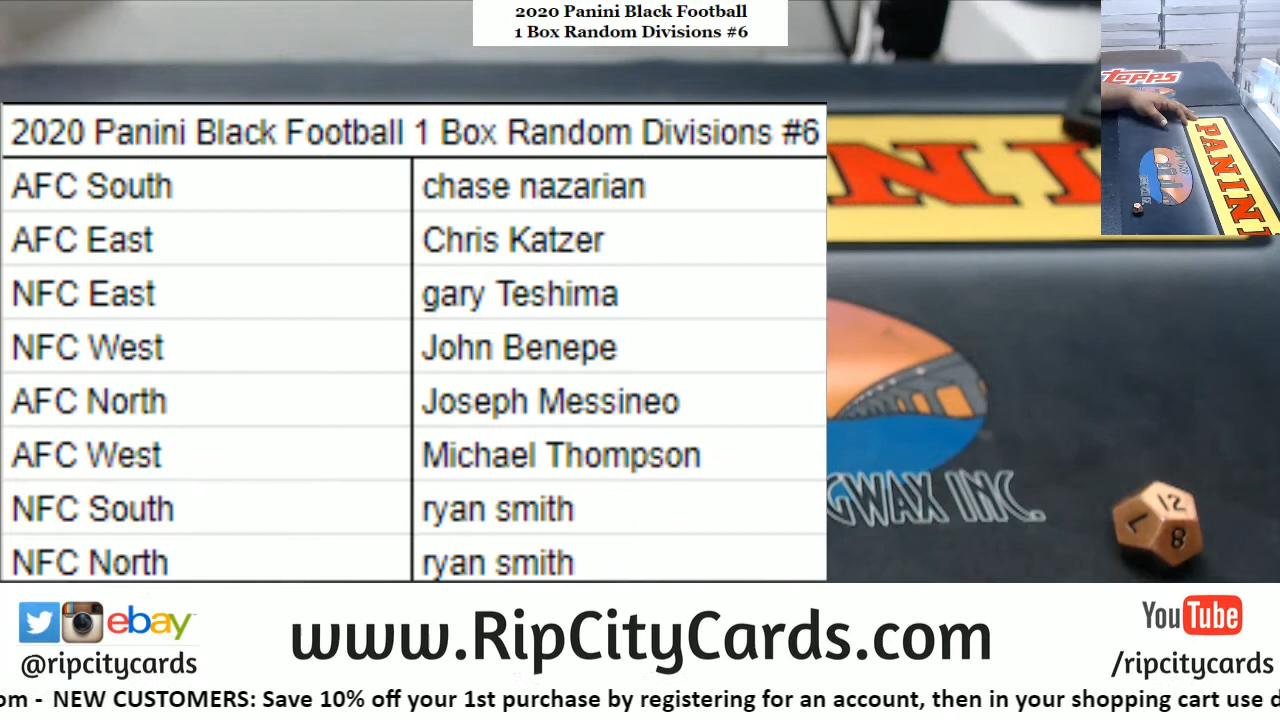 2020 Panini Black Football
1 Box Random Divisions #6
TOPPS
PANINI
2020 Panini Black Football 1 Box Random Divisions #6
AFC South chase nazarian
AFC East Chris Katzer
NFC East gary Teshima
NFC West John Benepe
AFC North Joseph Messineo
AFC West Michael Thompson
NFC South ryan smith
NFC North ryan smith
NI
GWAX INC.
12
8
ebay
@ripcitycards
www.RipCityCards.com
YouTube
/ripcitycards
om - NEW CUSTOMERS: Save 10% off your 1st purchase by registering for an account, then in your shopping cart use d